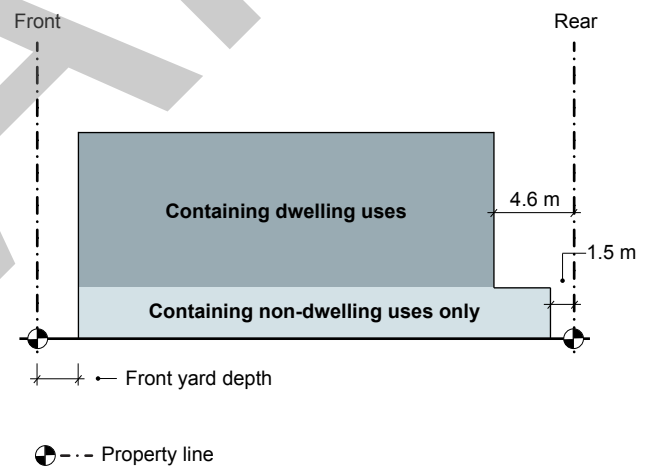 Front
Rear
Containing dwelling uses
4.6 m
1.5 m
Containing non-dwelling uses only
Front yard depth
Property line